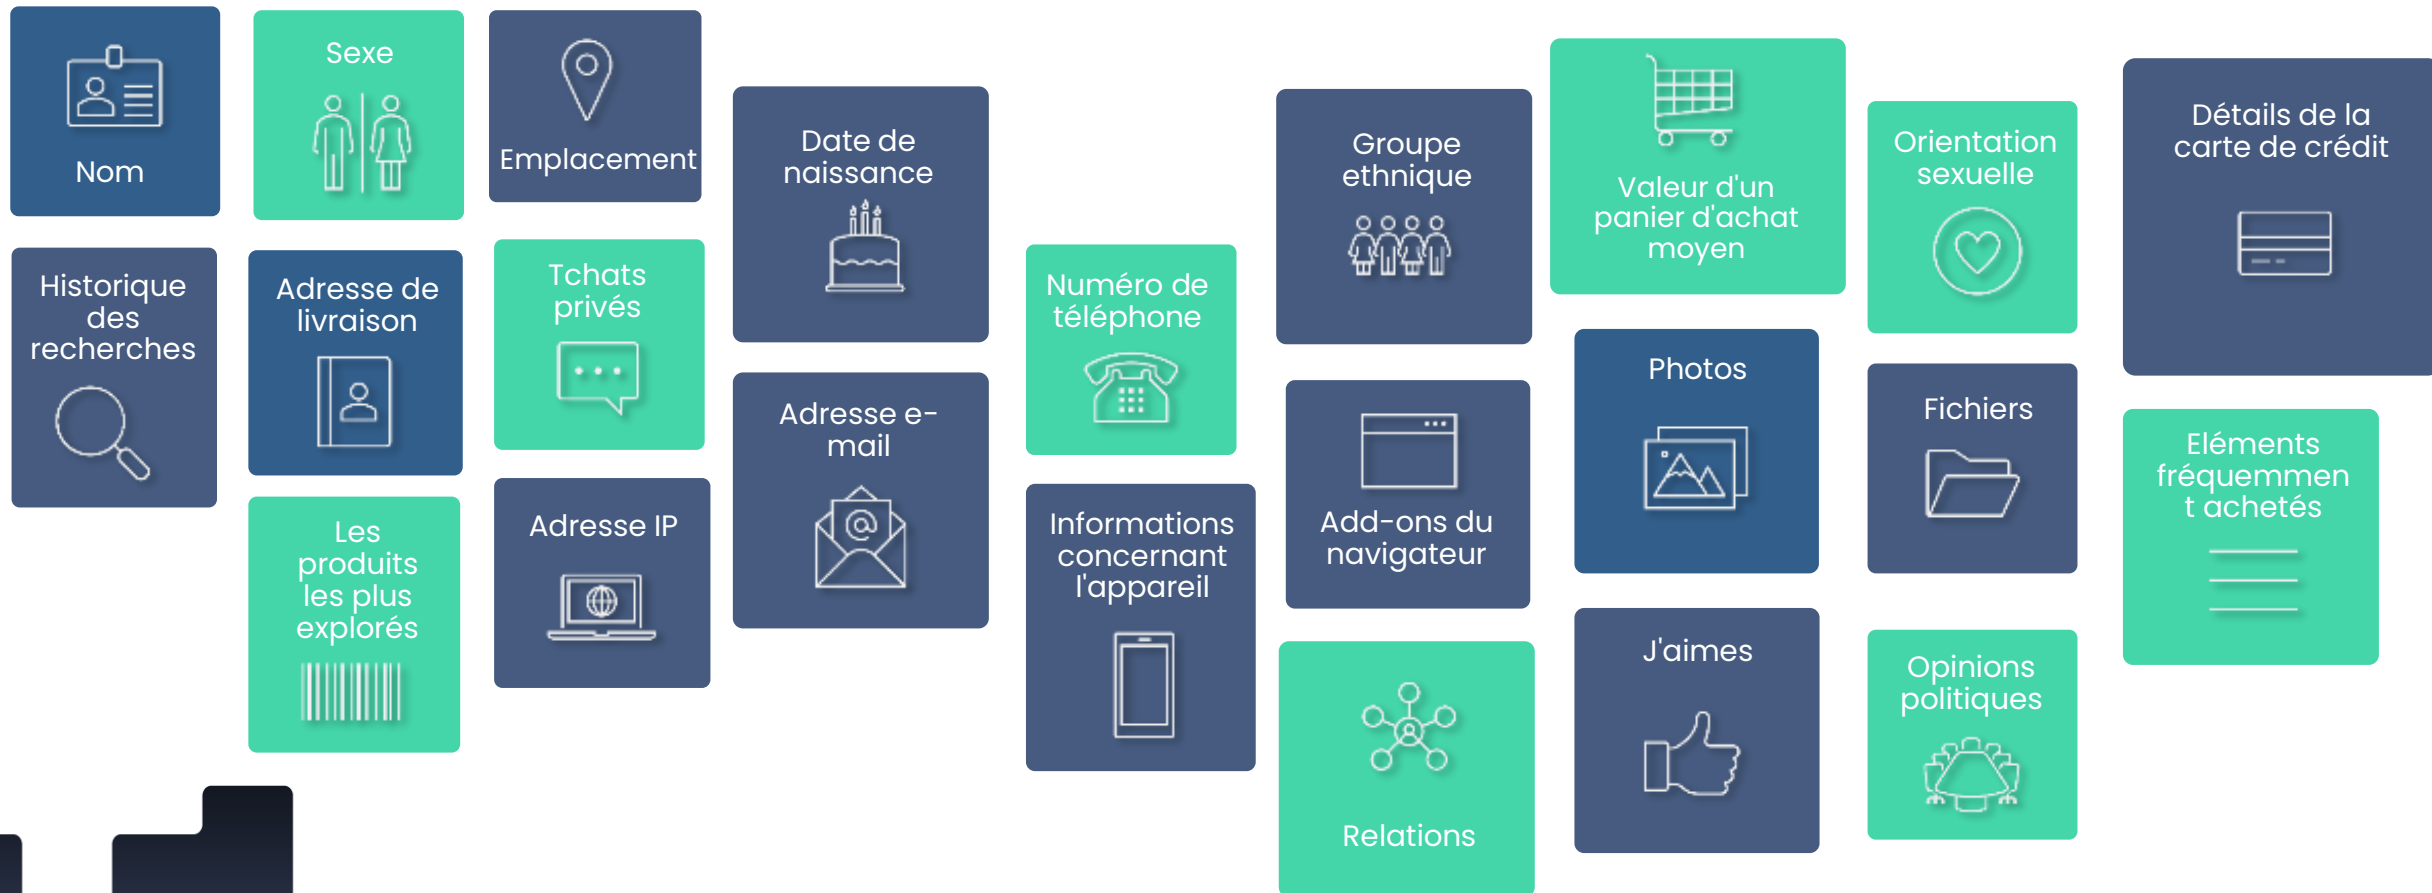 Nom
Sexe
Emplacement
Historique
des
recherches
Adresse de
livraison
Tchats
privés
Les
produits
les plus
explorés
Adresse IP
Date de
naissance
Adresse e-
mail
Numéro de
téléphone
Informations
concernant
l'appareil
Groupe
ethnique
Add-ons du
navigateur
Relations
Valeur d'un
panier d'achat
moyen
Photos
J'aimes
Orientation
sexuelle
Fichiers
Opinions
politiques
Détails de la
carte de crédit
Eléments
fréquemmen
t achetés